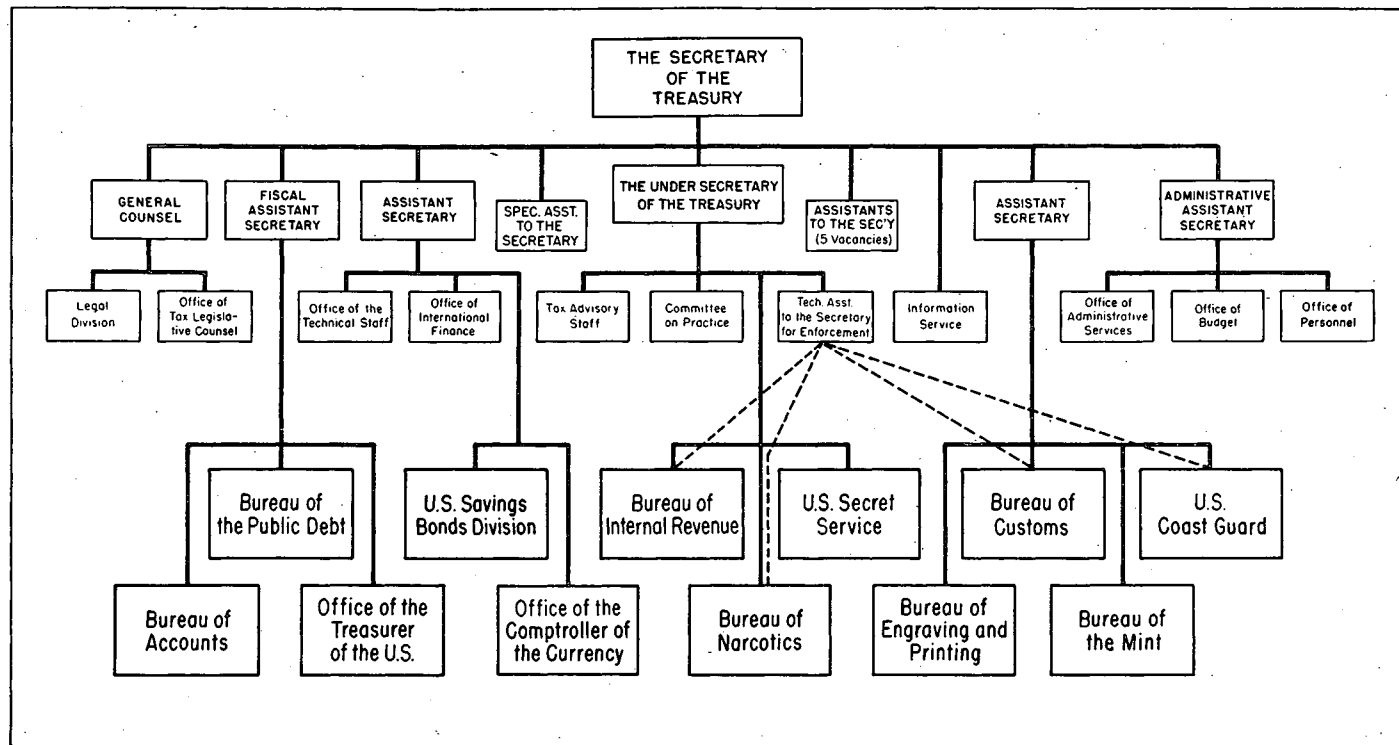 THE SECRETARY
OF THE
TREASURY
GENERAL
COUNSEL
FISCAL
ASSISTANT
SECRETARY
ASSISTANT
SECRETARY
SPEC. ASST.
TO THE
SECRETARY
THE UNDER SECRETARY
OF THE TREASURY
ASSISTANTS
TO THE SEC'Y
(5 Vacancies)
ASSISTANT
SECRETARY
ADMINISTRATIVE
ASSISTANT
SECRETARY
Legal
Division
Office of
Tax Legisla-
tive Counsel
Office of the
Technical Staff
Office of
International
Finance
Tax Advisory
Staff
Committee
on Practice
Tech. Asst.
to the Secretary
for Enforcement
Information
Service
Office of
Administrative
Services
Office of
Budget
Office of
Personnel
Bureau of
the Public Debt
U.S. Savings
Bonds Division
Bureau of
Internal Revenue
U.S. Secret
Service
Bureau of
Customs
U.S.
Coast Guard
Bureau of
Accounts
Office of the
Treasurer
of the U.S.
Office of the
Comptroller of
the Currency
Bureau of
Narcotics
Bureau of
Engraving and
Printing
Bureau of
the Mint